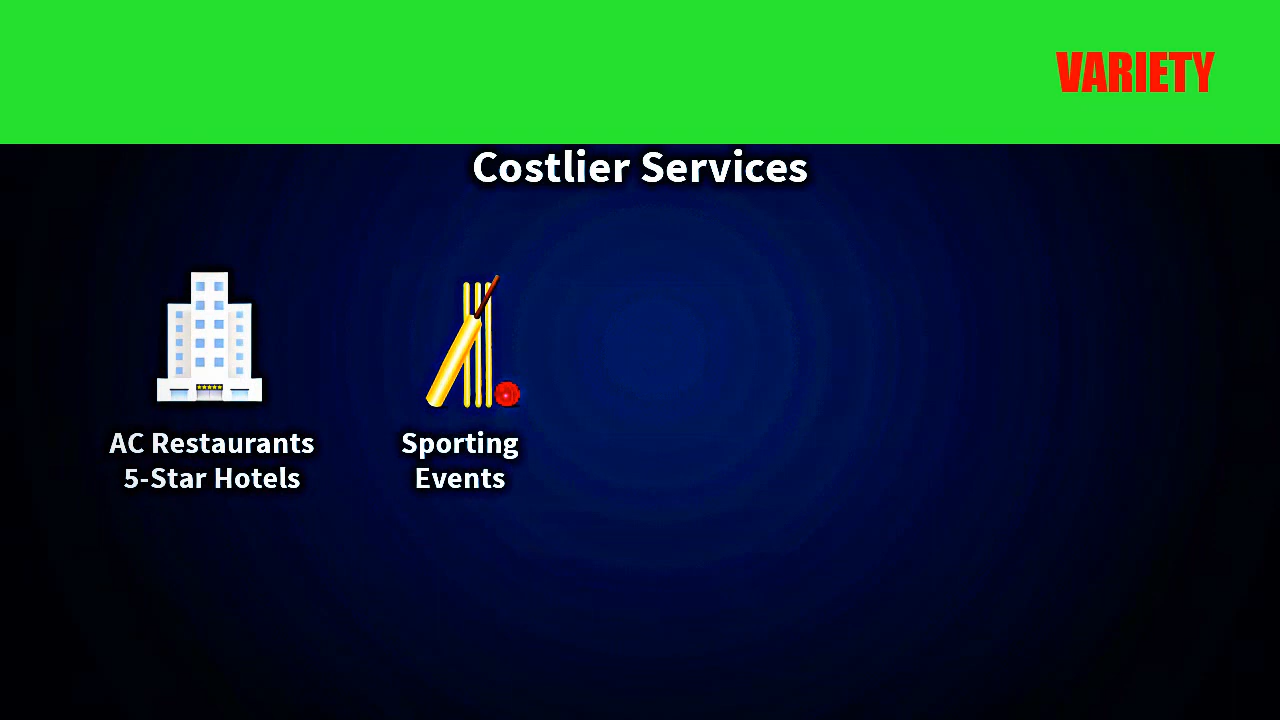 VARIETY
Costlier Services
AC Restaurants
5-Star Hotels
Sporting
Events